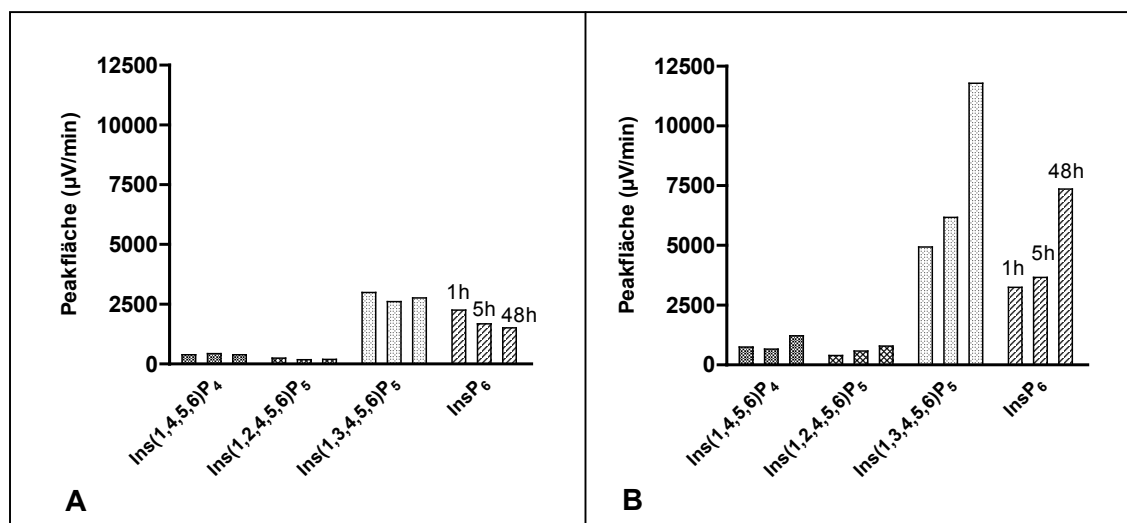 Peakfläche (µV/min)
12500
10000
7500
5000
2500
0
1h
5h
48h
Ins(1,4,5,6)P₄
Ins(1,2,4,5,6)P₅
Ins(1,3,4,5,6)P₅
InsP₆
A
Peakfläche (µV/min)
12500
10000
7500
5000
2500
0
48h
5h
1h
Ins(1,4,5,6)P₄
Ins(1,2,4,5,6)P₅
Ins(1,3,4,5,6)P₅
InsP₆
B